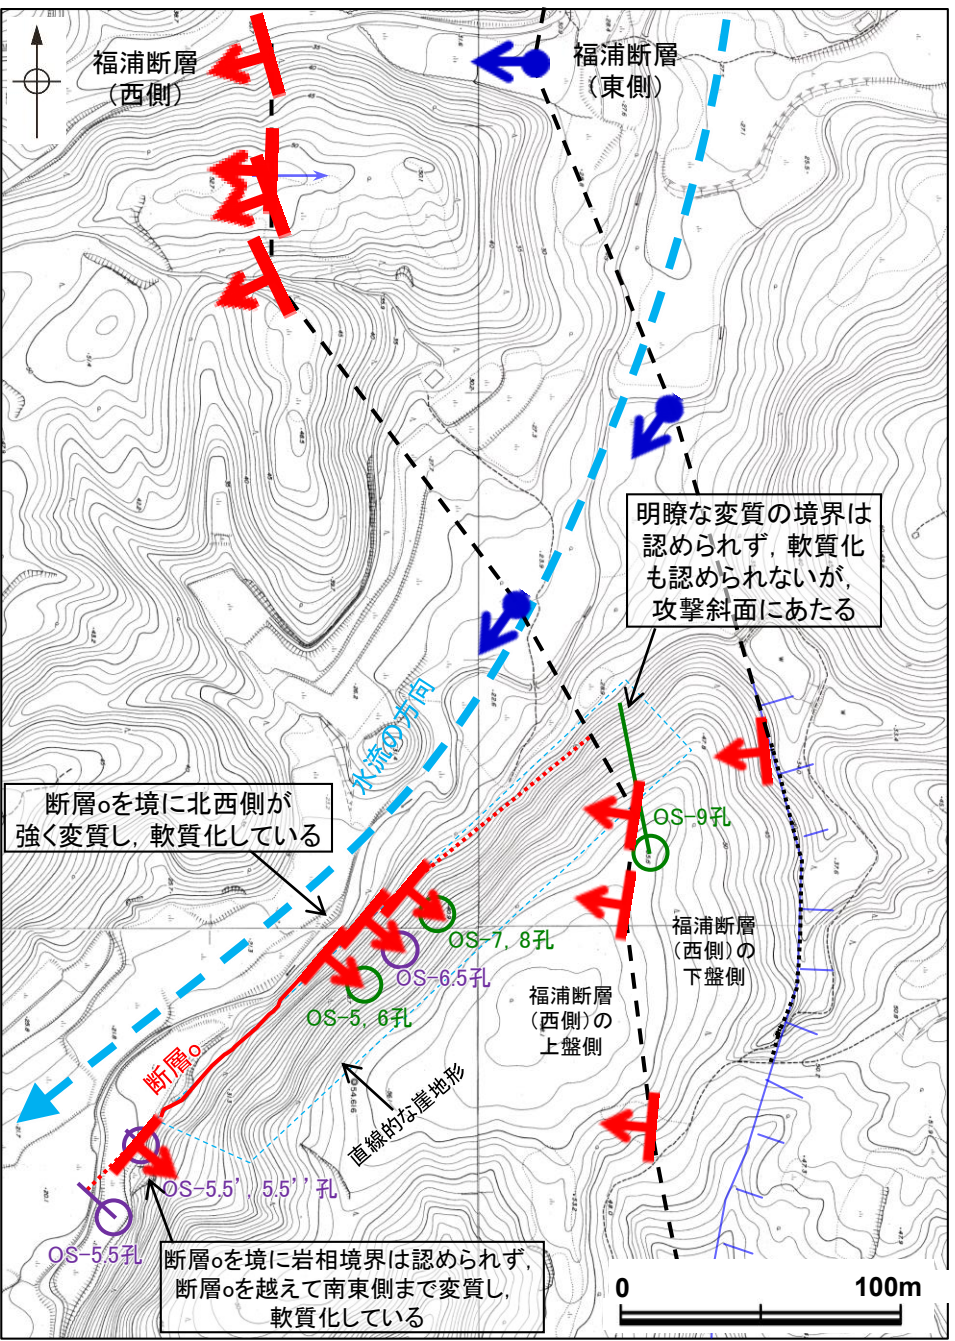 福浦断層
（西側）
福浦断層
（東側）
明瞭な変質の境界は
認められず，軟質化
も認められないが，
攻撃斜面にあたる
水流の方向
断層oを境に北西側が
強く変質し，軟質化している
OS-9孔
OS-7，8孔
OS-6.5孔
OS-5，6孔
福浦断層
（西側）の
下盤側
福浦断層
（西側）の
上盤側
断層o
直線的な崖地形
54.616
OS-5.5'，5.5''孔
OS-5.5孔
断層oを境に岩相境界は認められず，
断層oを越えて南東側まで変質し，
軟質化している
0 100m